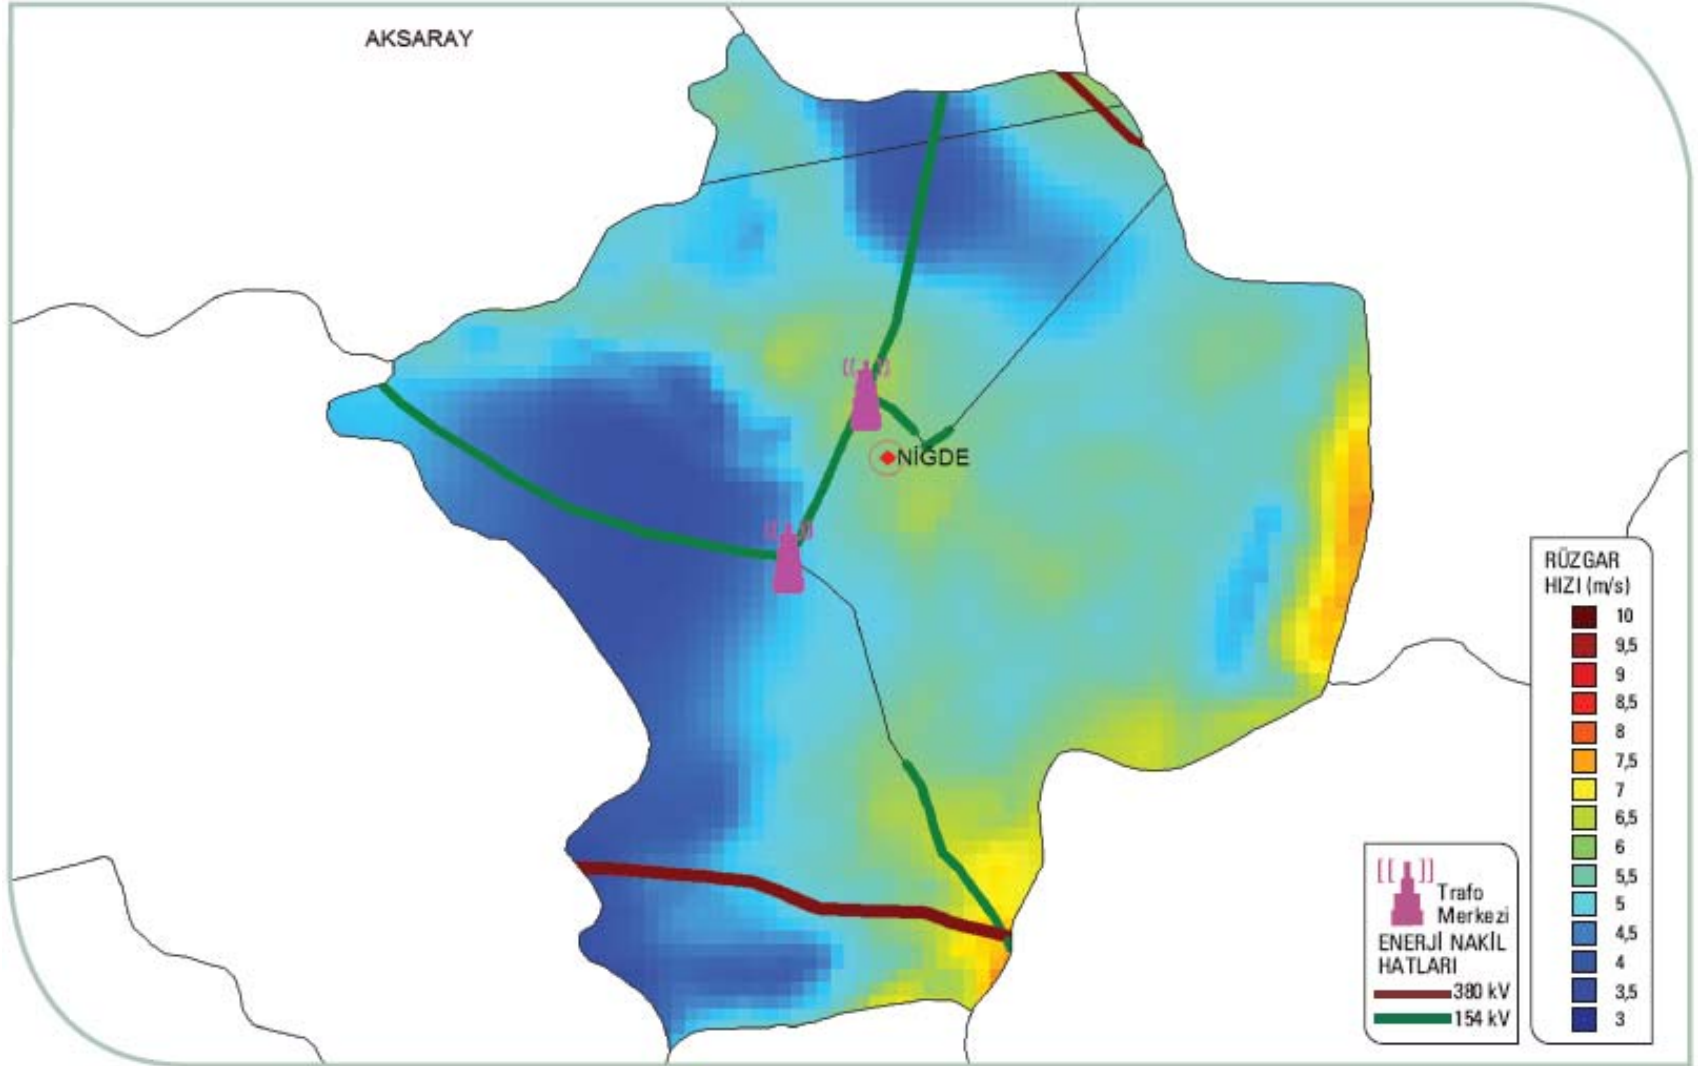 AKSARAY
NİĞDE
RÜZGAR
HIZI (m/s)
10
9,5
9
8,5
8
7,5
7
6,5
6
5,5
5
4,5
4
3,5
3
Trafo
Merkezi
ENERJİ NAKİL
HATLARI
380 kV
154 kV